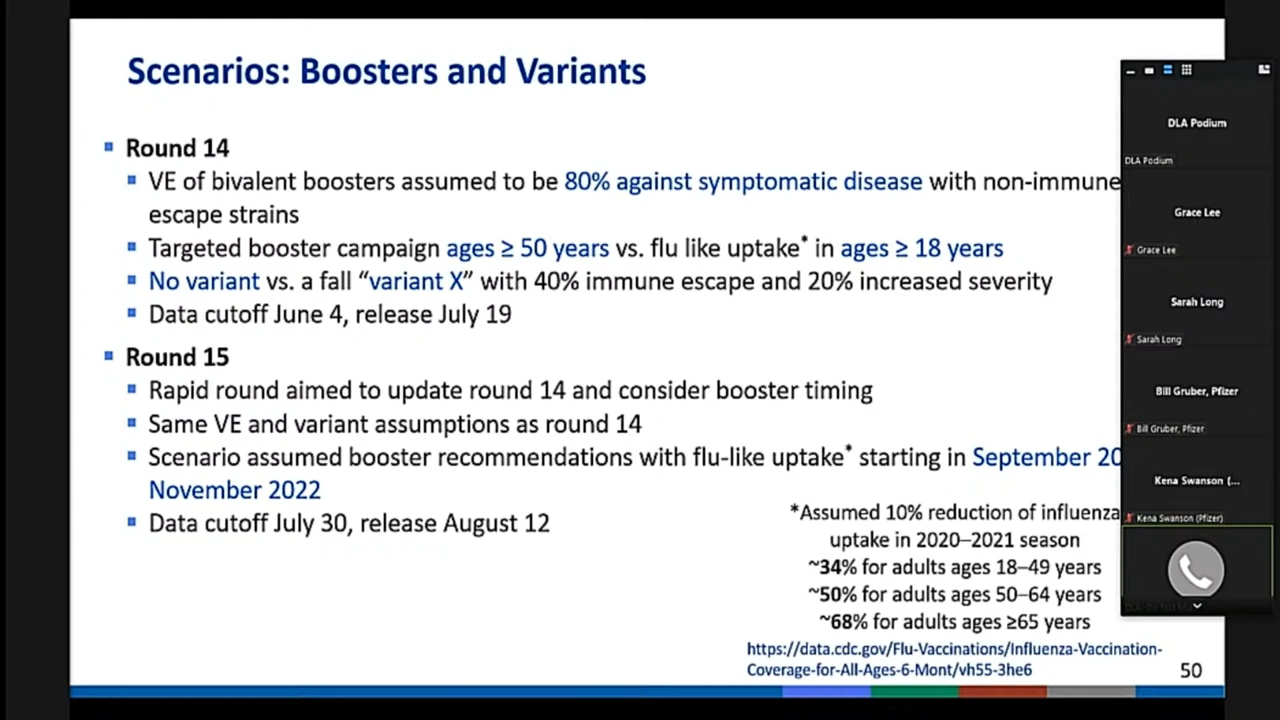 Scenarios: Boosters and Variants
Round 14
VE of bivalent boosters assumed to be 80% against symptomatic disease with non-immune
escape strains
Targeted booster campaign ages ≥ 50 years vs. flu like uptake* in ages ≥ 18 years
No variant vs. a fall “variant X” with 40% immune escape and 20% increased severity
Data cutoff June 4, release July 19
Round 15
Rapid round aimed to update round 14 and consider booster timing
Same VE and variant assumptions as round 14
Scenario assumed booster recommendations with flu-like uptake* starting in September 20
November 2022
Data cutoff July 30, release August 12
*Assumed 10% reduction of influenza
uptake in 2020–2021 season
~34% for adults ages 18–49 years
~50% for adults ages 50–64 years
~68% for adults ages ≥65 years
https://data.cdc.gov/Flu-Vaccinations/Influenza-Vaccination-
Coverage-for-All-Ages-6-Mont/vh55-3he6
50
DLA Podium
DLA Podium
Grace Lee
Grace Lee
Sarah Long
Sarah Long
Bill Gruber, Pfizer
Bill Gruber, Pfizer
Kena Swanson (...
Kena Swanson (Pfizer)